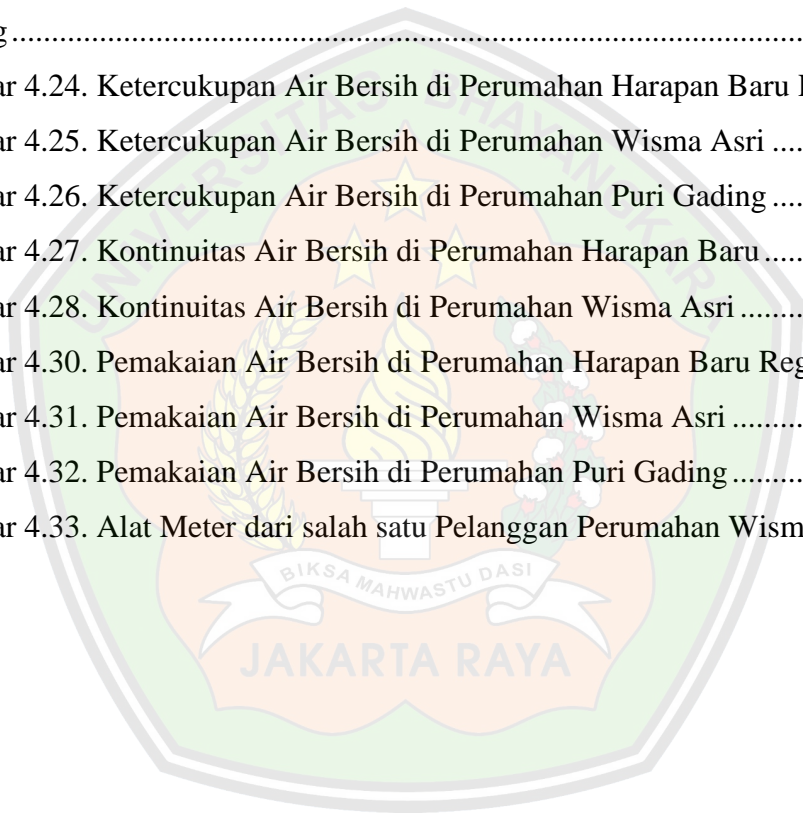 g..........................................................................................
ar 4.24. Ketercukupan Air Bersih di Perumahan Harapan Baru
ar 4.25. Ketercukupan Air Bersih di Perumahan Wisma Asri ....
ar 4.26. Ketercukupan Air Bersih di Perumahan Puri Gading ....
ar 4.27. Kontinuitas Air Bersih di Perumahan Harapan Baru .....
ar 4.28. Kontinuitas Air Bersih di Perumahan Wisma Asri ........
ar 4.30. Pemakaian Air Bersih di Perumahan Harapan Baru Reg
ar 4.31. Pemakaian Air Bersih di Perumahan Wisma Asri .........
ar 4.32. Pemakaian Air Bersih di Perumahan Puri Gading .........
ar 4.33. Alat Meter dari salah satu Pelanggan Perumahan Wism
UNIVERSITAS BHAYANGKARA
BIKSA MAHWASTU DASI
JAKARTA RAYA